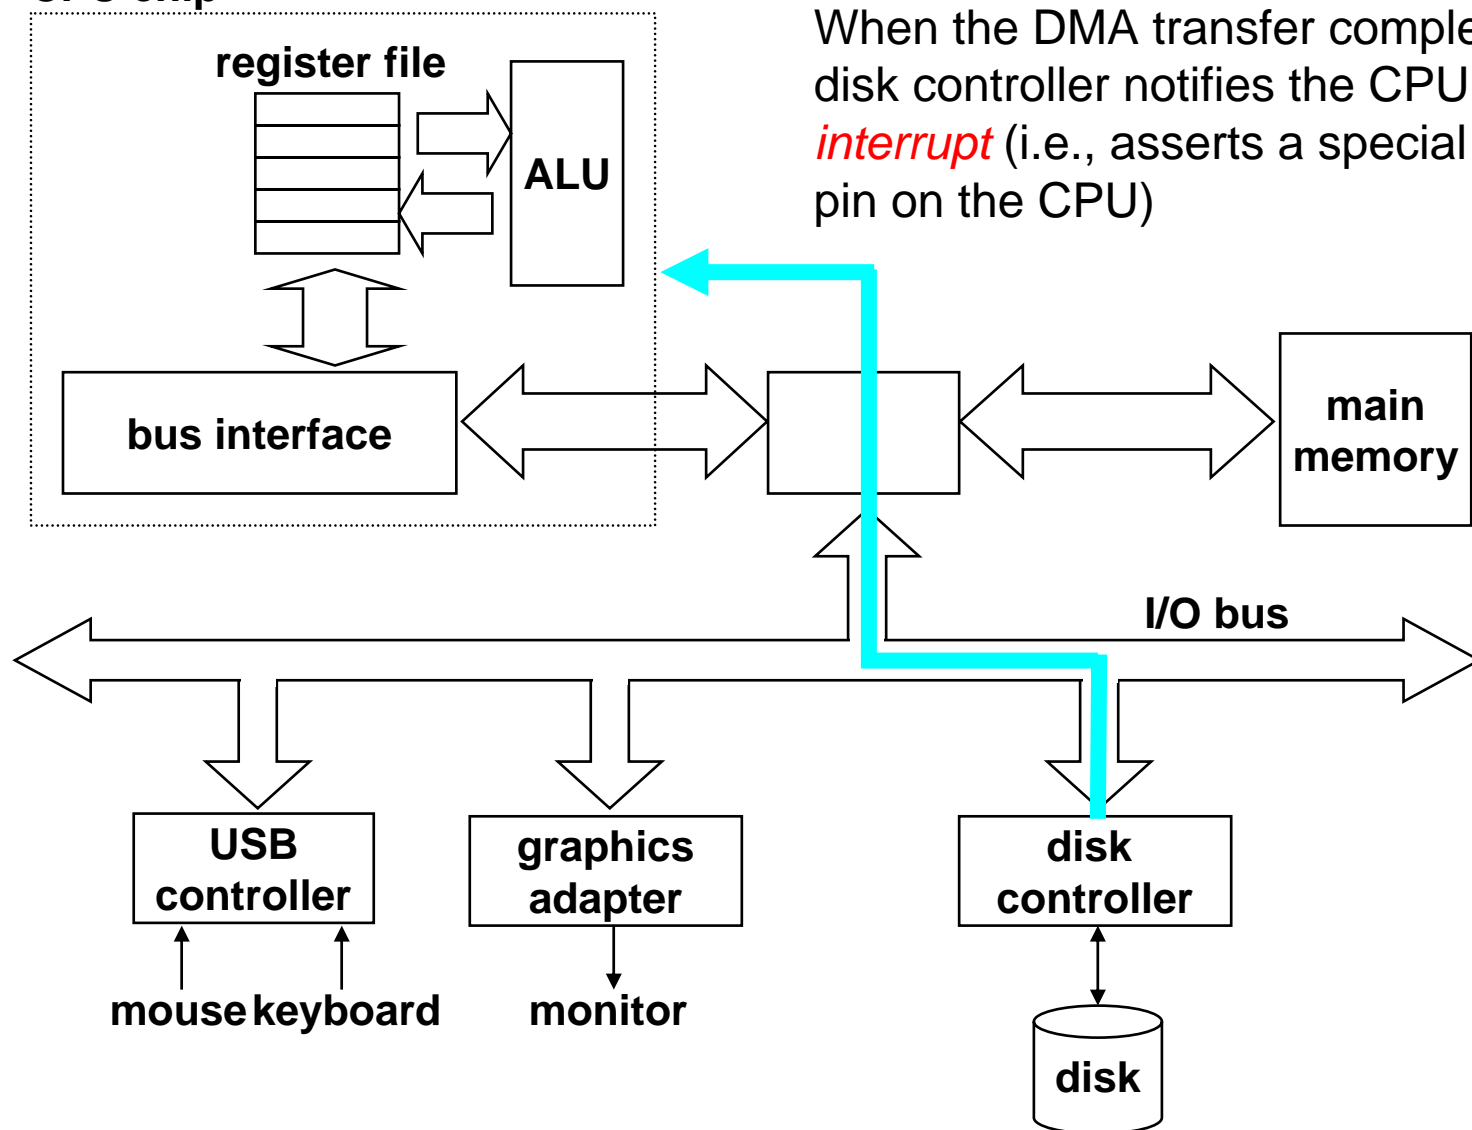 When the DMA transfer
disk controller notifies the CPU
interrupt (i.e., asserts a special
pin on the CPU)
register file
ALU
bus interface
main
memory
I/O bus
USB
controller
graphics
adapter
disk
controller
mouse
keyboard
monitor
disk